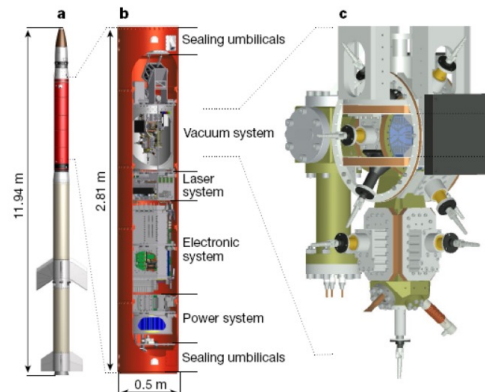 a
b
c
11.94 m
2.81 m
Sealing umbilicals
Vacuum system
Laser
system
Electronic
system
Power system
Sealing umbilicals
0.5 m